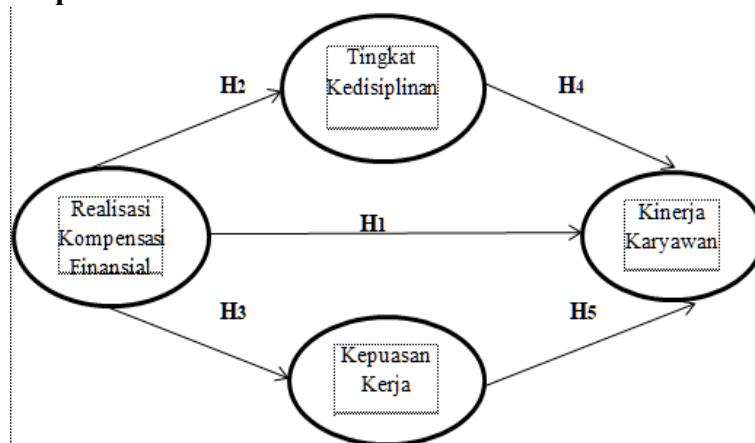 Tingkat
Kedisiplinan
H2
H4
Realisasi
Kompensasi
Finansial
H1
Kinerja
Karyawan
H3
H5
Kepuasan
Kerja